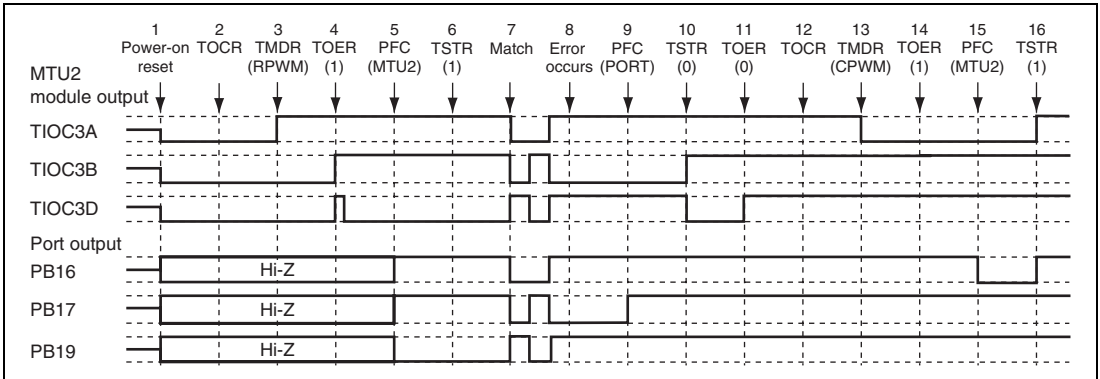 1 2 3 4 5 6 7 8 9 10 11 12 13 14 15 16
Power-on TOCR TMDR TOER PFC TSTR Match Error PFC TSTR TOER TOCR TMDR TOER PFC TSTR
reset (RPWM) (1) (MTU2) (1) occurs (PORT) (0) (0) (CPWM) (1) (MTU2) (1)
MTU2
module output
TIOC3A
TIOC3B
TIOC3D
Port output
PB16 Hi-Z
PB17 Hi-Z
PB19 Hi-Z